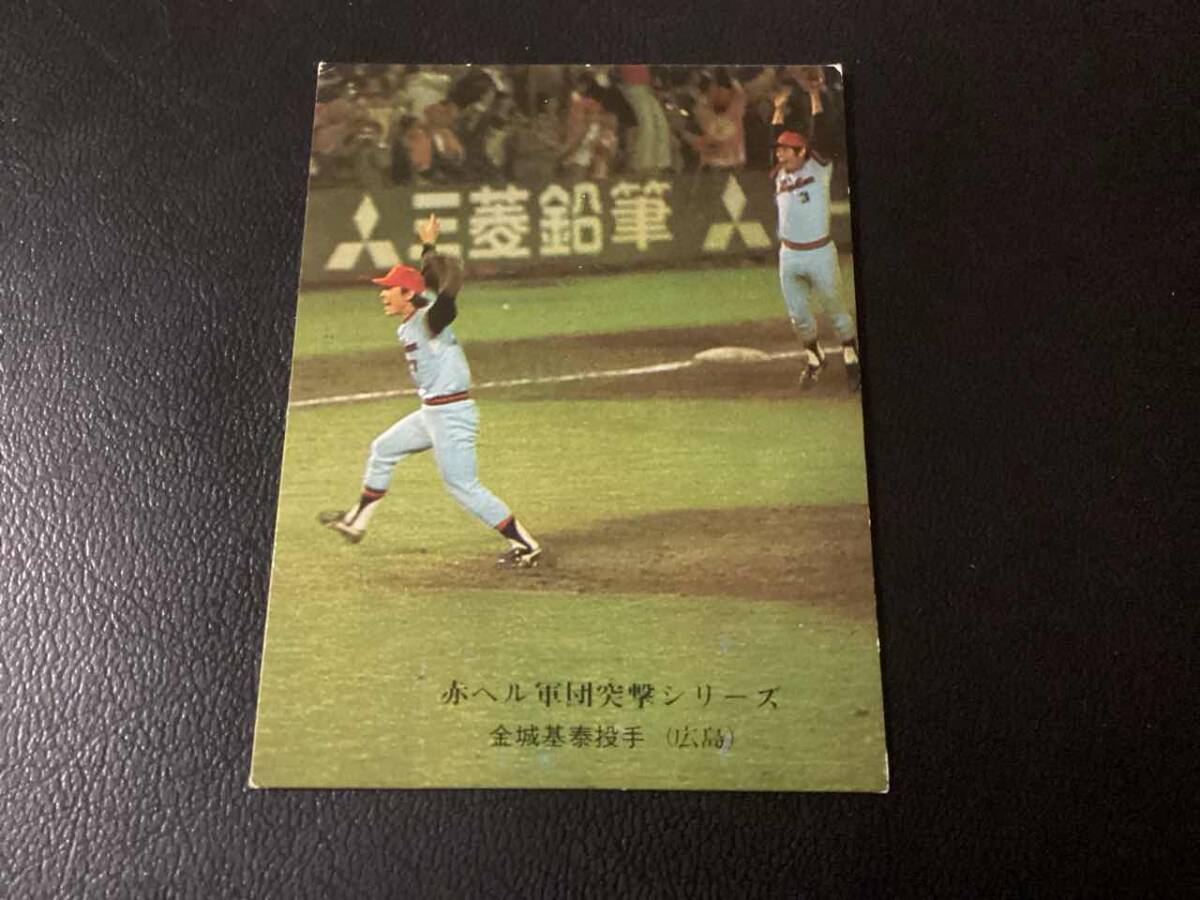 三菱鉛筆
3
赤ヘル軍団突撃シリーズ
金城基泰投手 (広島)